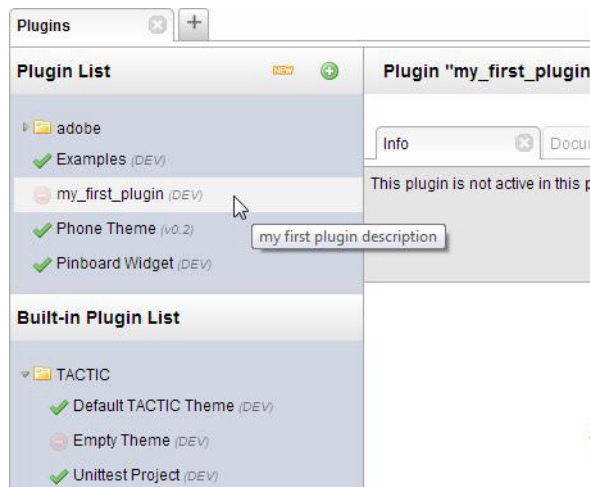 Plugins
Plugin List NEW Plugin "my_first_plugin
adobe
Info Docu
Examples (DEV)
my_first_plugin (DEV) This plugin is not active in this p
Phone Theme (v0.2)
my first plugin description
Pinboard Widget (DEV)
Built-in Plugin List
TACTIC
Default TACTIC Theme (DEV)
Empty Theme (DEV)
Unittest Project (DEV)